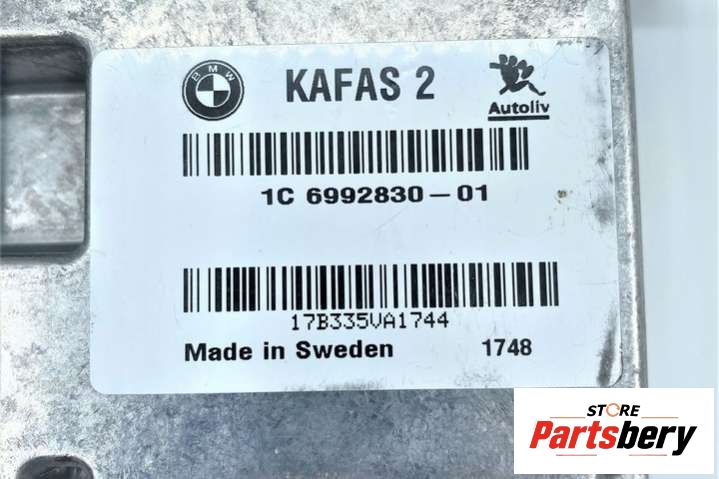 BMW
KAFAS 2
Autoliv
1C 6992830-01
17B335VA1744
Made in Sweden 1748
STORE
Partsbery